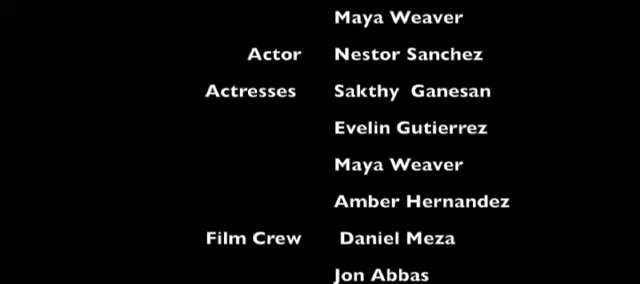 Maya Weaver
Actor Nestor Sanchez
Actresses Sakthy Ganesan
Evelin Gutierrez
Maya Weaver
Amber Hernandez
Film Crew Daniel Meza
Jon Abbas